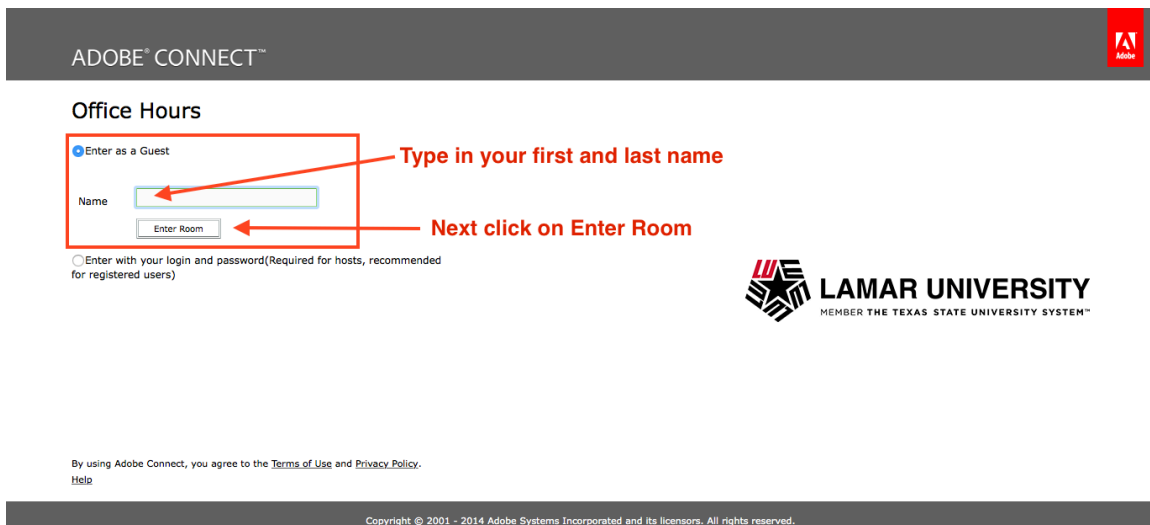 ADOBE® CONNECT™
Adobe
Office Hours
Enter as a Guest
Type in your first and last name
Name
Enter Room
Next click on Enter Room
Enter with your login and password(Required for hosts, recommended
for registered users)
LAMAR UNIVERSITY
MEMBER THE TEXAS STATE UNIVERSITY SYSTEM™
By using Adobe Connect, you agree to the Terms of Use and Privacy Policy.
Help
Copyright © 2001 - 2014 Adobe Systems Incorporated and its licensors. All rights reserved.